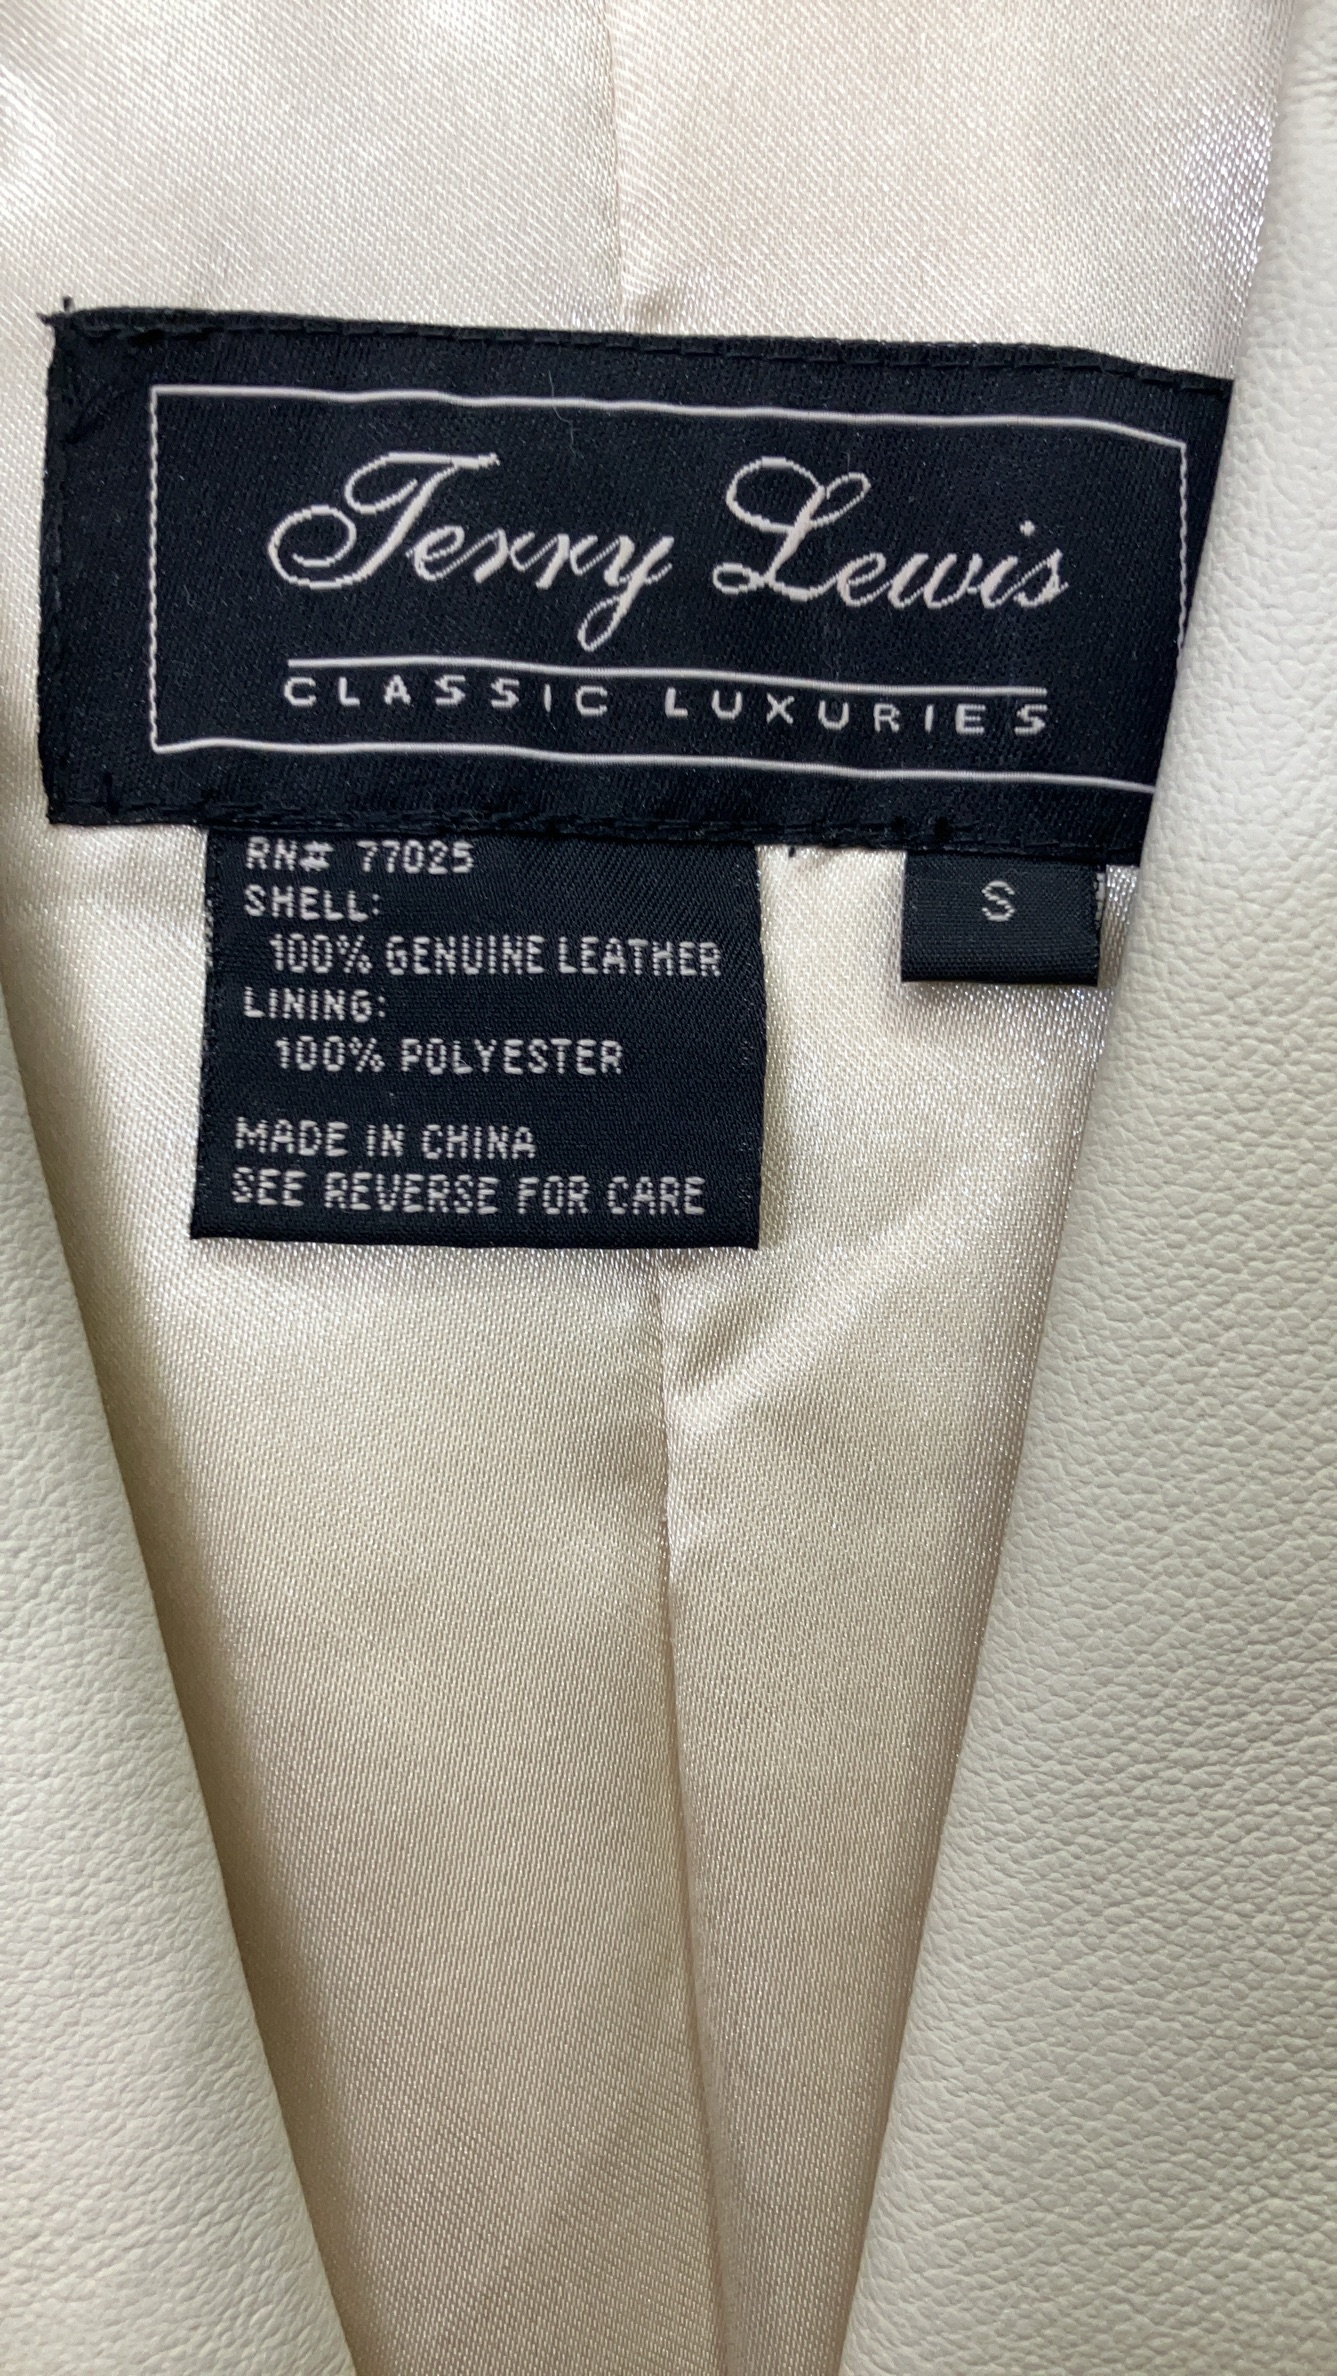 Terry Lewis
CLASSIC LUXURIES
RN# 77025
S
SHELL:
100% GENUINE LEATHER
LINING:
100% POLYESTER
MADE IN CHINA
SEE REVERSE FOR CARE